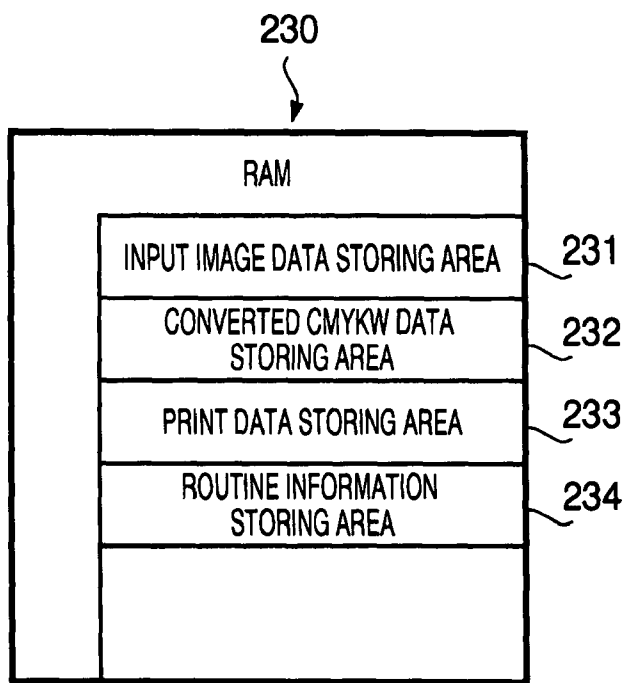 230
RAM
INPUT IMAGE DATA STORING AREA
231
CONVERTED CMYKW DATA
STORING AREA
232
PRINT DATA STORING AREA
233
ROUTINE INFORMATION
STORING AREA
234